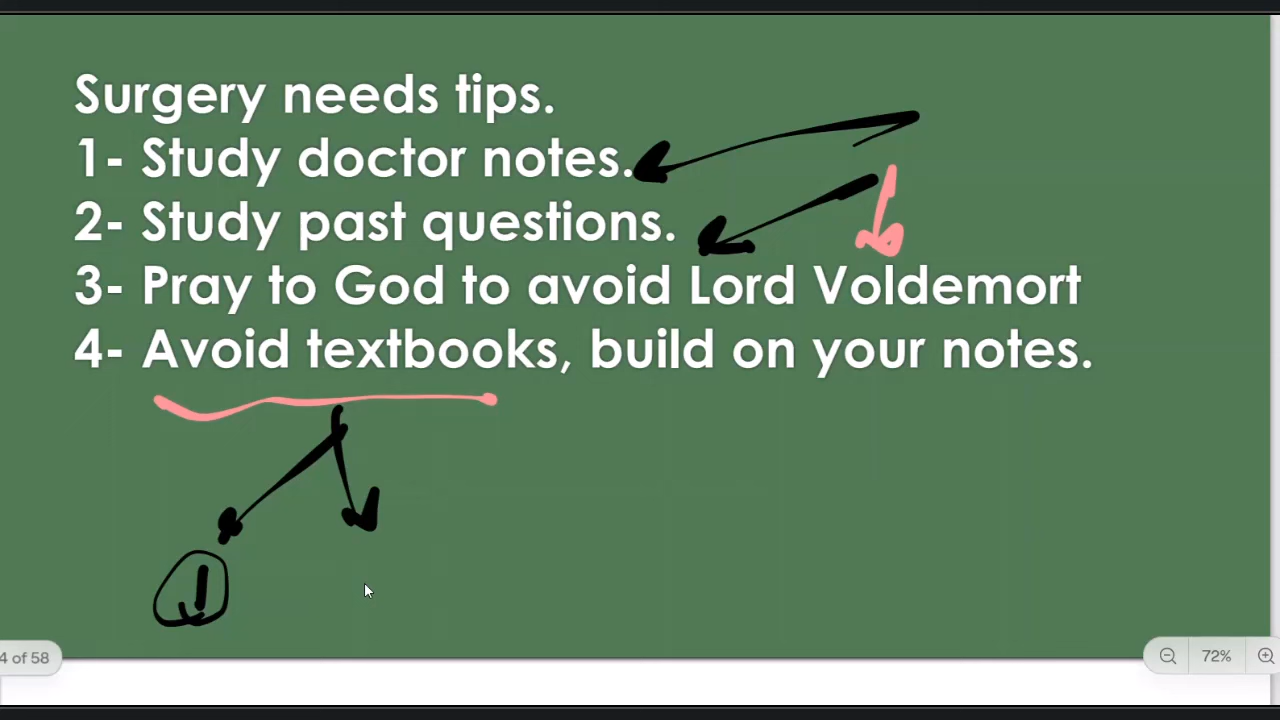 Surgery needs tips.
1- Study doctor notes.
2- Study past questions.
3- Pray to God to avoid Lord Voldemort
4- Avoid textbooks, build on your notes.
1
4 of 58
72%